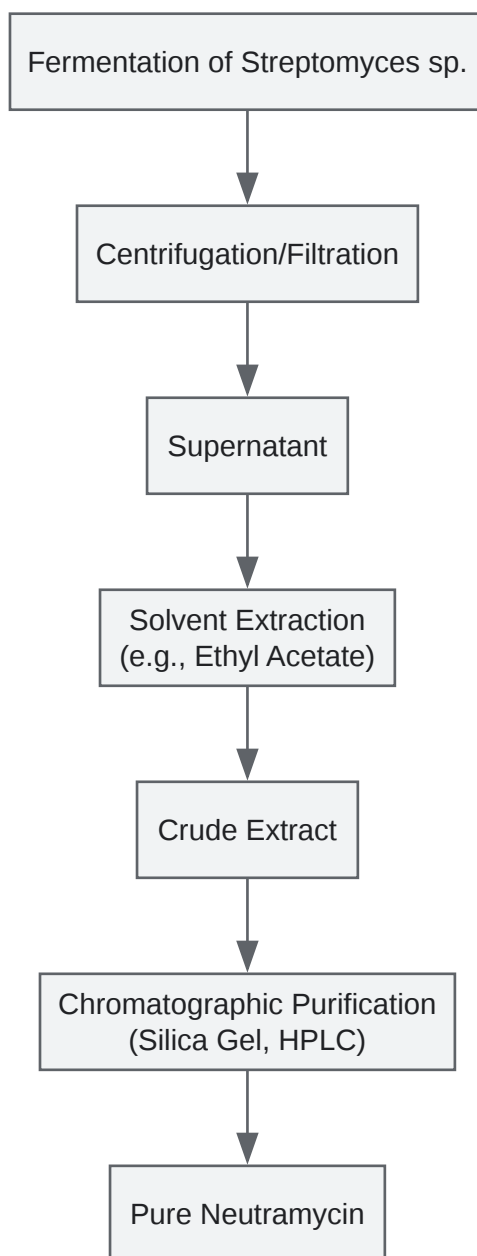 Fermentation of Streptomyces sp.
Centrifugation/Filtration
Supernatant
Solvent Extraction
(e.g., Ethyl Acetate)
Crude Extract
Chromatographic Purification
(Silica Gel, HPLC)
Pure Neutramycin